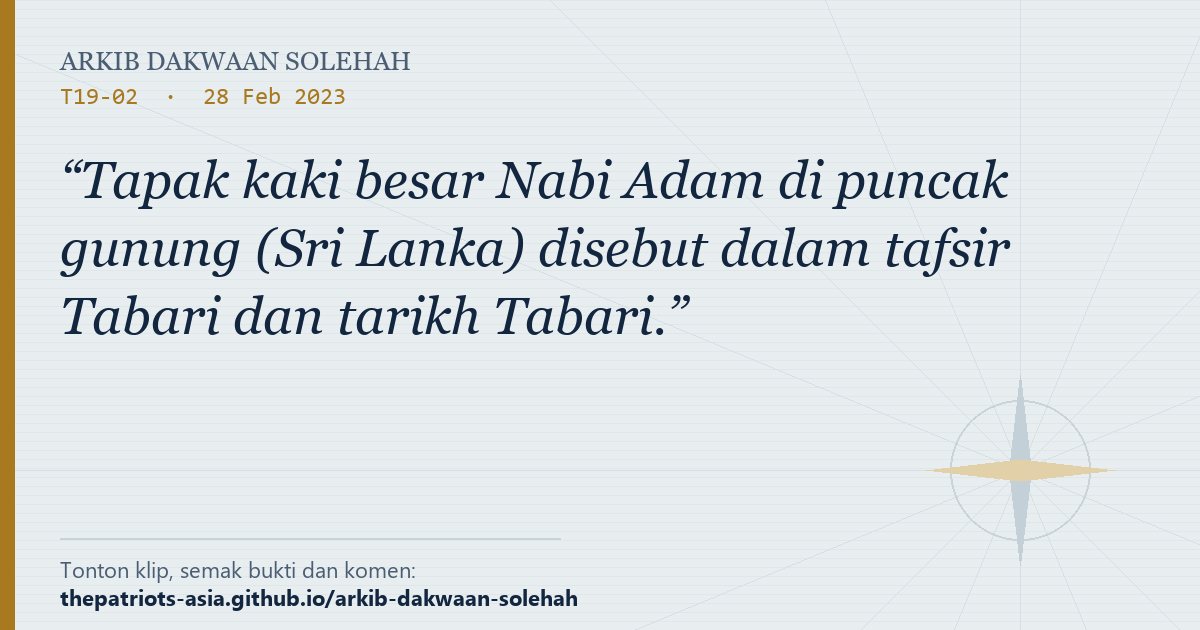 ARKIB DAKWAAN SOLEHAH
T19-02 · 28 Feb 2023
“Tapak kaki besar Nabi Adam di puncak
gunung (Sri Lanka) disebut dalam tafsir
Tabari dan tarikh Tabari.”
Tonton klip, semak bukti dan komen:
thepatriots-asia.github.io/arkib-dakwaan-solehah